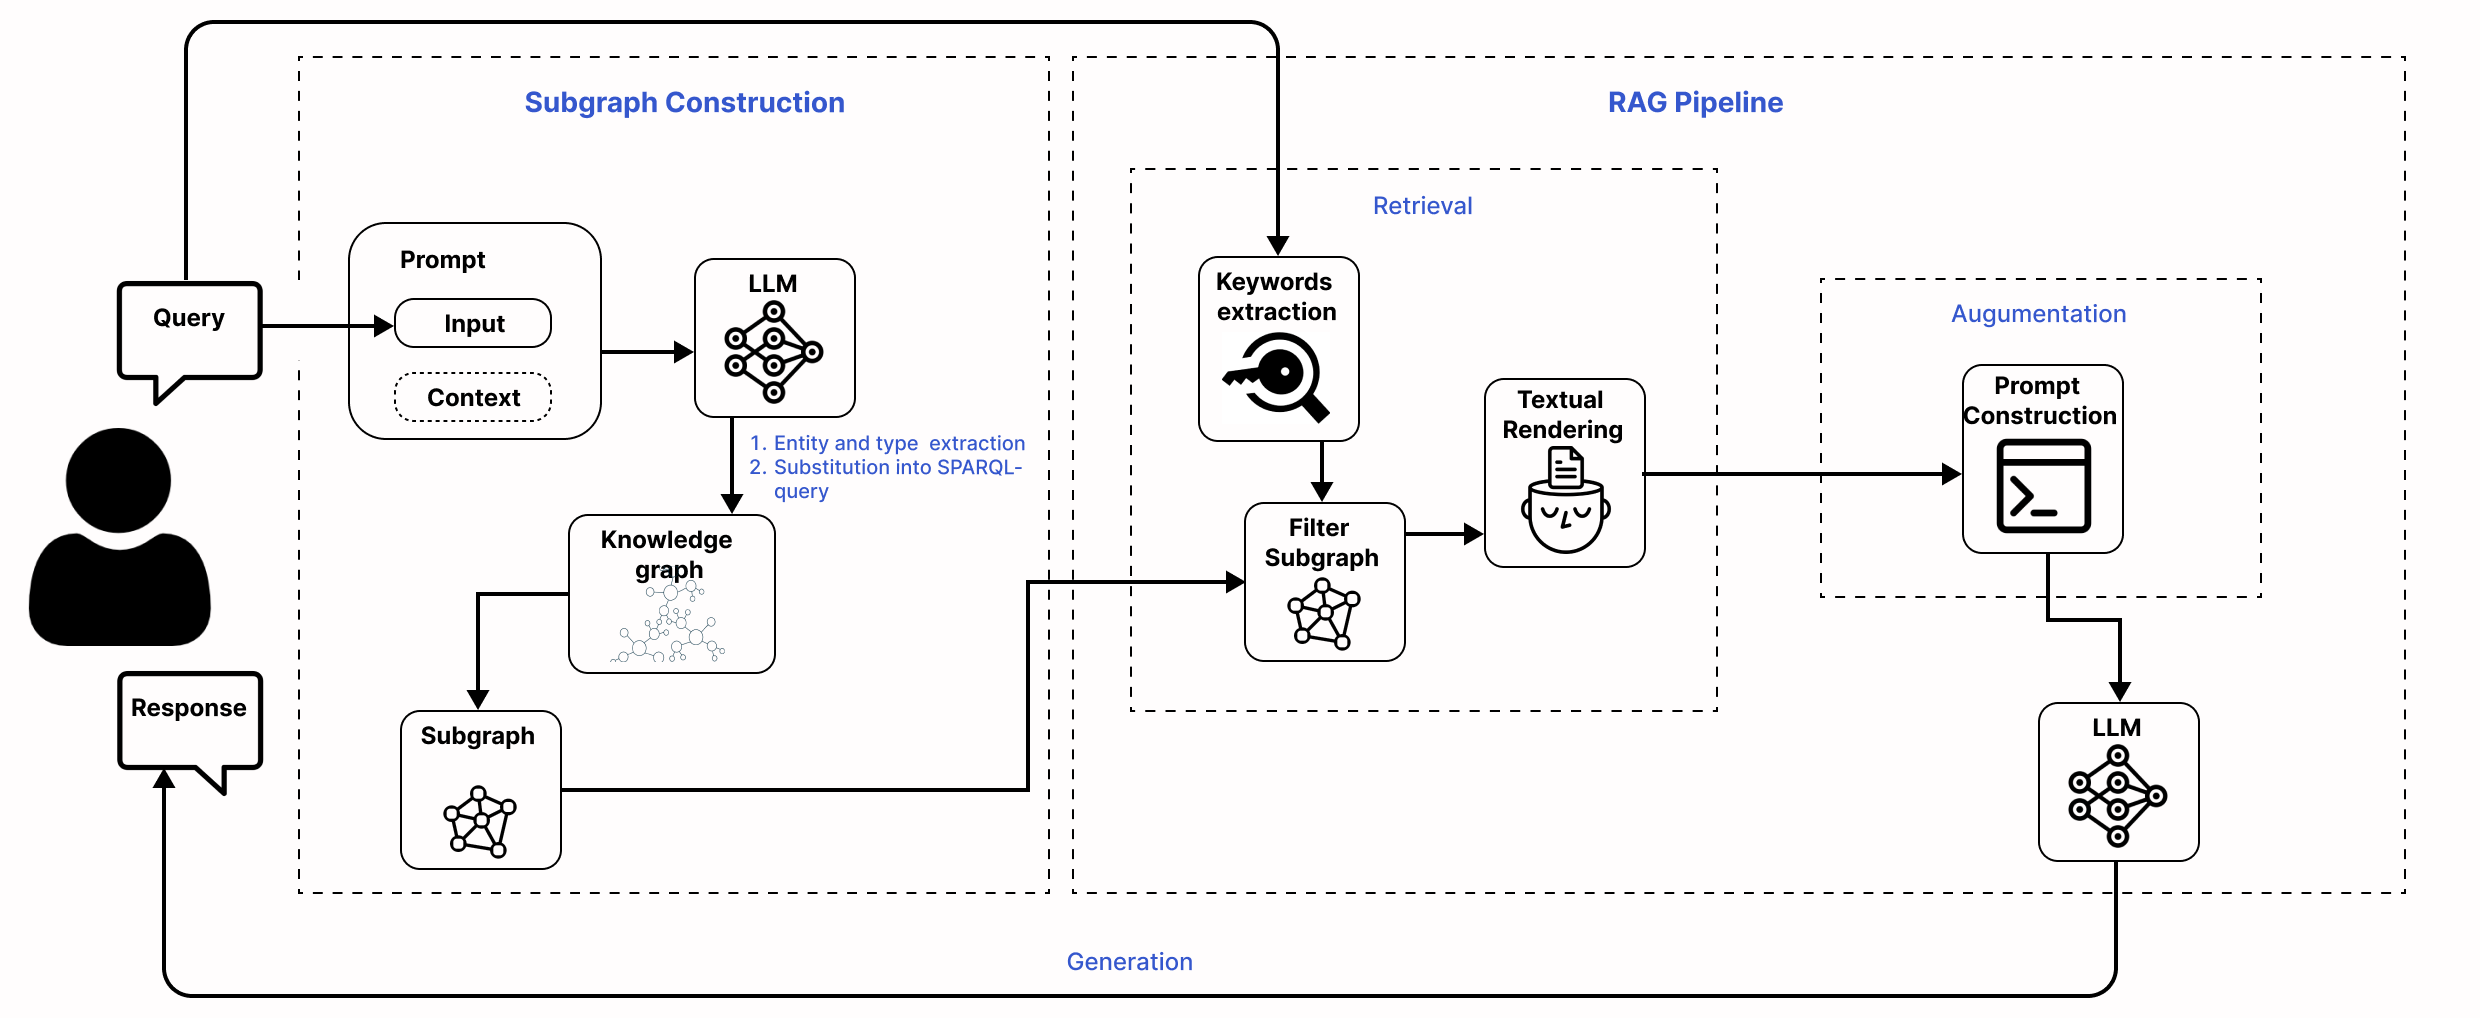 Subgraph Construction
RAG Pipeline
Retrieval
Augumentation
Query
Prompt
Input
Context
LLM
1. Entity and type extraction
2. Substitution into SPARQL-
query
Knowledge
graph
Subgraph
Keywords
extraction
Filter
Subgraph
Textual
Rendering
Prompt
Construction
LLM
Response
Generation